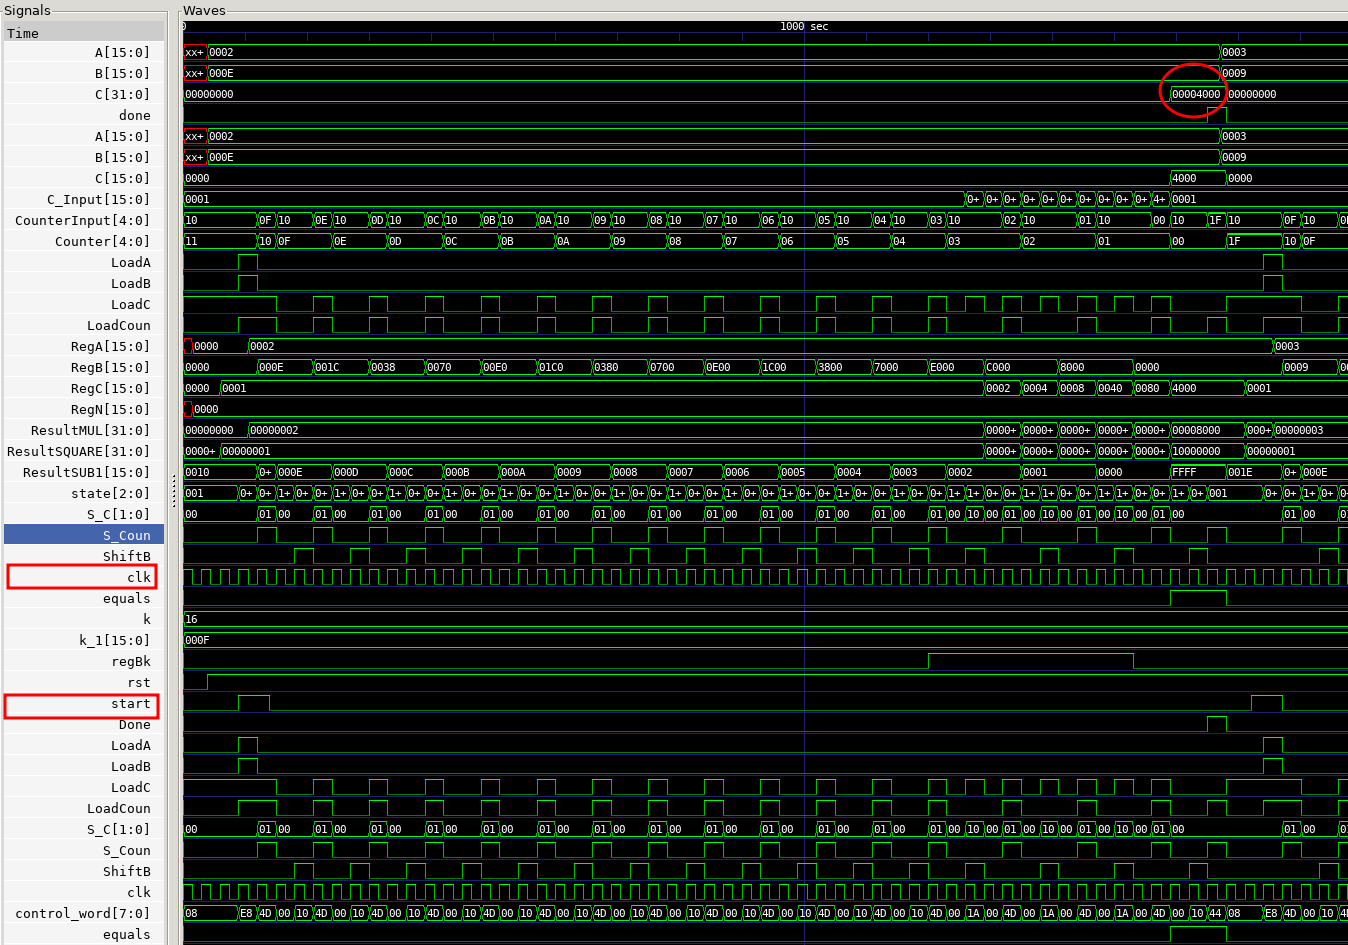 Signals Waves
Time 0 1000 sec
A[15:0] xx+ 0002 0003
B[15:0] xx+ 000E 0009
C[31:0] 00000000 00004000 00000000
done
A[15:0] xx+ 0002 0003
B[15:0] xx+ 000E 0009
C[15:0] 0000 4000 0000
C_Input[15:0] 0001 0+ 0+ 0+ 0+ 0+ 0+ 0+ 0+ 0+ 0+ 4+ 0001
CounterInput[4:0] 10 0F 10 0E 10 0D 10 0C 10 0B 10 0A 10 09 10 08 10 07 10 06 10 05 10 04 10 03 10 02 10 01 10 00 10 1F 10 0F 10
Counter[4:0] 11 10 0F 0E 0D 0C 0B 0A 09 08 07 06 05 04 03 02 01 00 1F 10 0F
LoadA
LoadB
LoadC
LoadCoun
RegA[15:0] 0000 0002 0003
RegB[15:0] 0000 000E 001C 0038 0070 00E0 01C0 0380 0700 0E00 1C00 3800 7000 E000 C000 8000 0000 0009
RegC[15:0] 0000 0001 0002 0004 0008 0040 0080 4000 0001
RegN[15:0] 0000
ResultMUL[31:0] 00000000 00000002 0000+ 0000+ 0000+ 0000+ 0000+ 00008000 000+ 00000003
ResultSQUARE[31:0] 0000+ 00000001 0000+ 0000+ 0000+ 0000+ 0000+ 10000000 00000001
ResultSUB1[15:0] 0010 0+ 000E 000D 000C 000B 000A 0009 0008 0007 0006 0005 0004 0003 0002 0001 0000 FFFF 001E 0+ 000E
state[2:0] 001 0+ 0+ 1+ 0+ 0+ 1+ 0+ 0+ 1+ 0+ 0+ 1+ 0+ 0+ 1+ 0+ 0+ 1+ 0+ 0+ 1+ 0+ 0+ 1+ 0+ 0+ 1+ 0+ 0+ 1+ 0+ 0+ 1+ 0+ 0+ 1+ 0+ 0+ 1+ 1+ 0+ 0+ 1+ 1+ 0+ 0+ 1+ 1+ 0+ 0+ 1+ 0+ 001 0+ 0+ 1+ 0+
S_C[1:0] 00 01 00 01 00 01 00 01 00 01 00 01 00 01 00 01 00 01 00 01 00 01 00 01 00 01 00 10 00 01 00 10 00 01 00 10 00 01 00 01 00
S_Coun
ShiftB
clk
equals
k 16
k_1[15:0] 000F
regBk
rst
start
Done
LoadA
LoadB
LoadC
LoadCoun
S_C[1:0] 00 01 00 01 00 01 00 01 00 01 00 01 00 01 00 01 00 01 00 01 00 01 00 01 00 01 00 10 00 01 00 10 00 01 00 10 00 01 00 01 00
S_Coun
ShiftB
clk
control_word[7:0] 08 E8 4D 00 10 4D 00 10 4D 00 10 4D 00 10 4D 00 10 4D 00 10 4D 00 10 4D 00 10 4D 00 10 4D 00 10 4D 00 10 4D 00 10 4D 00 10 4D 00 1A 00 4D 00 1A 00 4D 00 1A 00 4D 00 10 44 08 E8 4D 00 10
equals